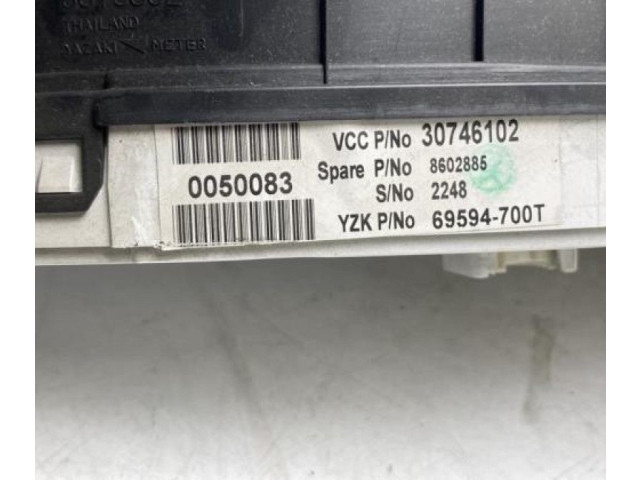 THAILAND
YAZAKI METER
VCC P/No 30746102
Spare P/No 8602885
0050083
S/No 2248
YZK P/No 69594-700T